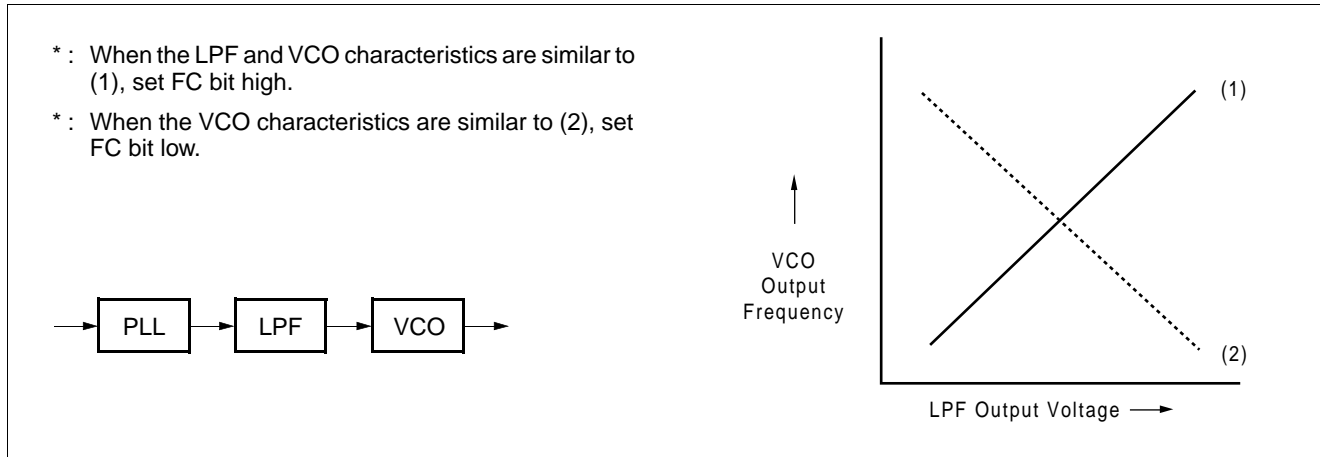 * : When the LPF and VCO characteristics are similar to
(1), set FC bit high.
* : When the VCO characteristics are similar to (2), set
FC bit low.
PLL
LPF
VCO
(1)
VCO
Output
Frequency
(2)
LPF Output Voltage